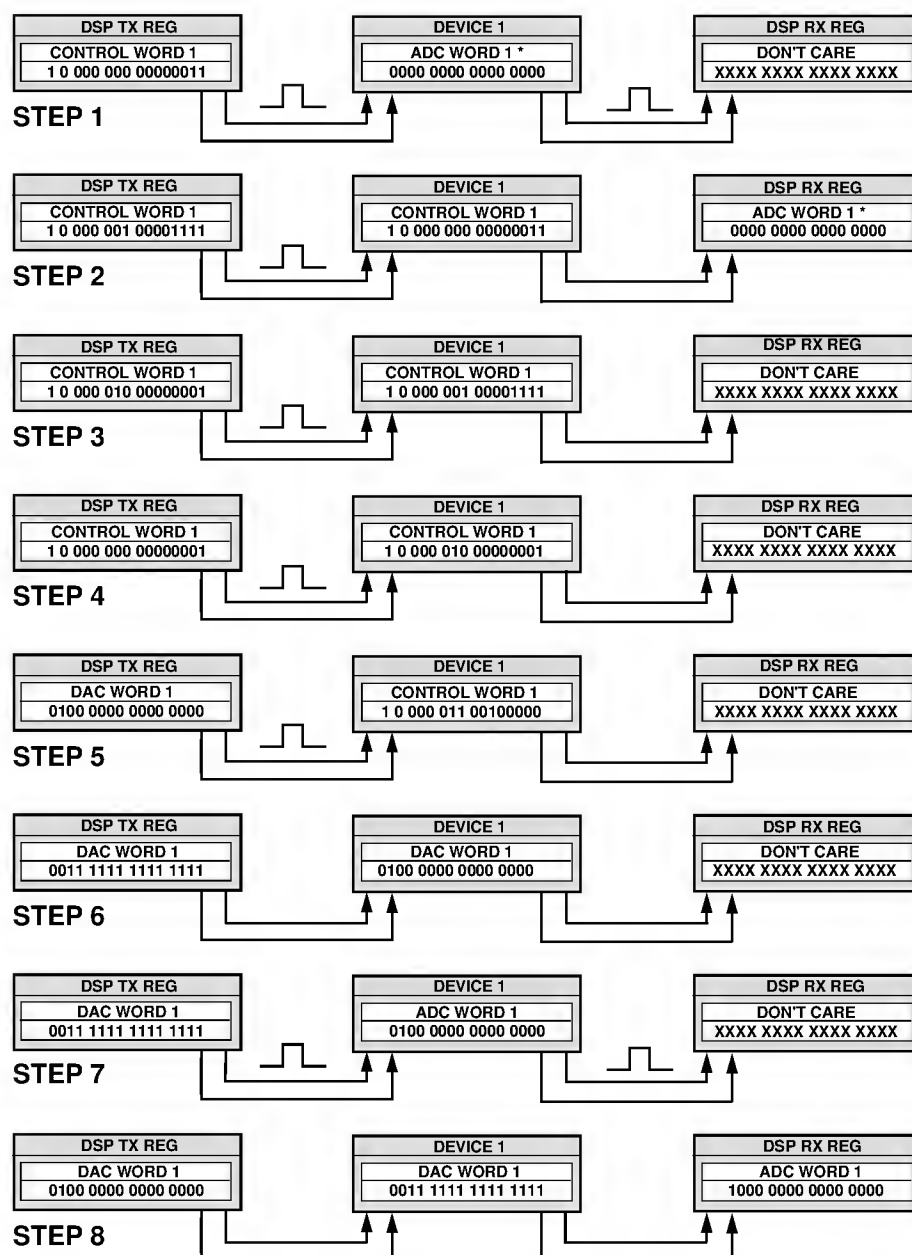 DSP TX REG
CONTROL WORD 1
1 0 000 000 00000011
DEVICE 1
ADC WORD 1 *
0000 0000 0000 0000
DSP RX REG
DON'T CARE
XXXX XXXX XXXX XXXX
STEP 1
DSP TX REG
CONTROL WORD 1
1 0 000 001 00001111
DEVICE 1
CONTROL WORD 1
1 0 000 000 00000011
DSP RX REG
ADC WORD 1 *
0000 0000 0000 0000
STEP 2
DSP TX REG
CONTROL WORD 1
1 0 000 010 00000001
DEVICE 1
CONTROL WORD 1
1 0 000 001 00001111
DSP RX REG
DON'T CARE
XXXX XXXX XXXX XXXX
STEP 3
DSP TX REG
CONTROL WORD 1
1 0 000 000 00000001
DEVICE 1
CONTROL WORD 1
1 0 000 010 00000001
DSP RX REG
DON'T CARE
XXXX XXXX XXXX XXXX
STEP 4
DSP TX REG
DAC WORD 1
0100 0000 0000 0000
DEVICE 1
CONTROL WORD 1
1 0 000 011 00100000
DSP RX REG
DON'T CARE
XXXX XXXX XXXX XXXX
STEP 5
DSP TX REG
DAC WORD 1
0011 1111 1111 1111
DEVICE 1
DAC WORD 1
0100 0000 0000 0000
DSP RX REG
DON'T CARE
XXXX XXXX XXXX XXXX
STEP 6
DSP TX REG
DAC WORD 1
0011 1111 1111 1111
DEVICE 1
ADC WORD 1
0100 0000 0000 0000
DSP RX REG
DON'T CARE
XXXX XXXX XXXX XXXX
STEP 7
DSP TX REG
DAC WORD 1
0100 0000 0000 0000
DEVICE 1
DAC WORD 1
0011 1111 1111 1111
DSP RX REG
ADC WORD 1
1000 0000 0000 0000
STEP 8